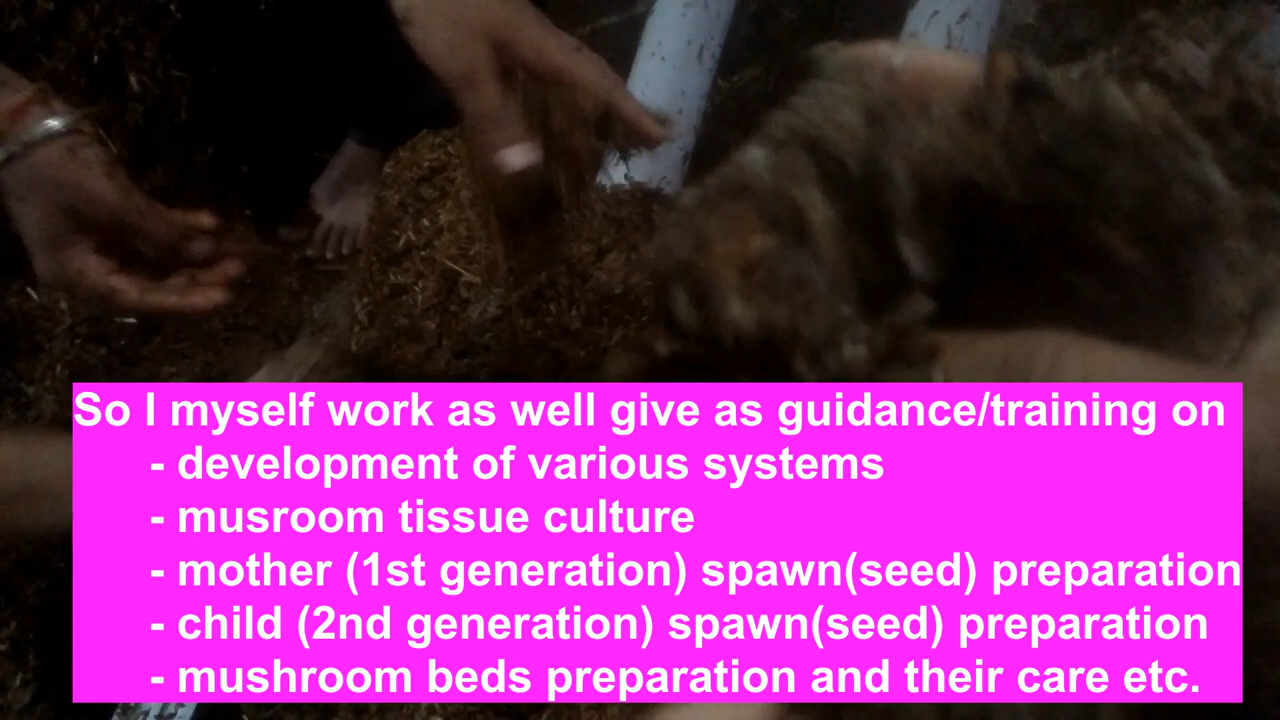 So I myself work as well give as guidance/training on
- development of various systems
- musroom tissue culture
- mother (1st generation) spawn(seed) preparation
- child (2nd generation) spawn(seed) preparation
- mushroom beds preparation and their care etc.